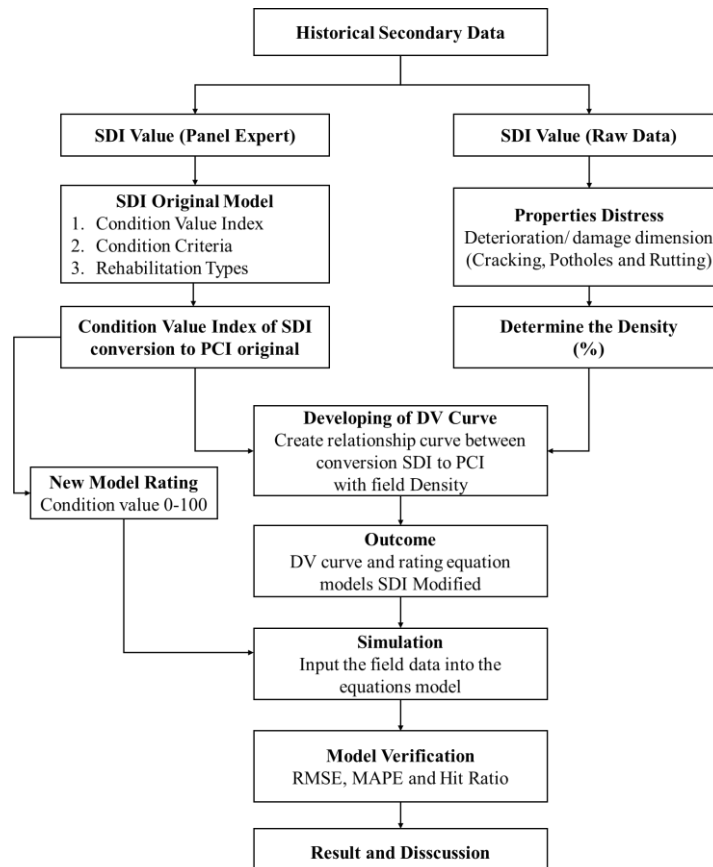 Historical Secondary Data
SDI Value (Panel Expert)
SDI Value (Raw Data)
SDI Original Model
1. Condition Value Index
2. Condition Criteria
3. Rehabilitation Types
Properties Distress
Deterioration/ damage dimension
(Cracking, Potholes and Rutting)
Condition Value Index of SDI
conversion to PCI original
Determine the Density
(%)
Developing of DV Curve
Create relationship curve between
conversion SDI to PCI
with field Density
New Model Rating
Condition value 0-100
Outcome
DV curve and rating equation
models SDI Modified
Simulation
Input the field data into the
equations model
Model Verification
RMSE, MAPE and Hit Ratio
Result and Disscussion